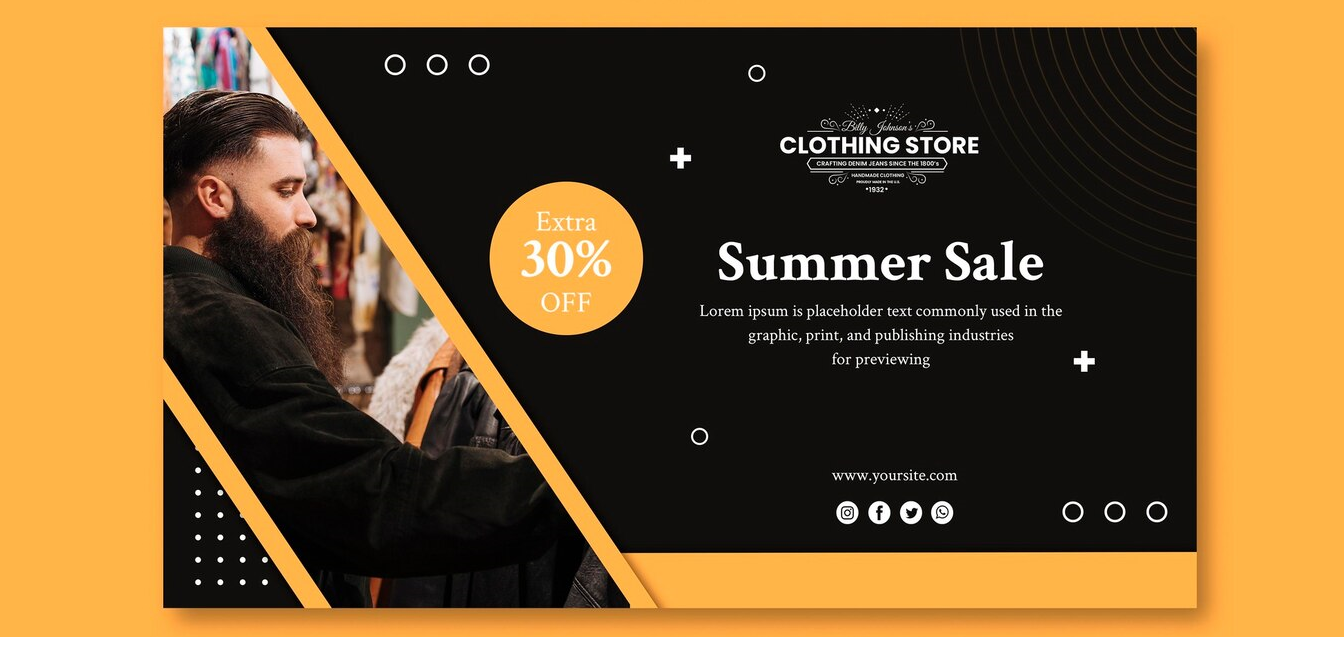 Billy Johnson's
CLOTHING STORE
CRAFTING DENIM JEANS SINCE THE 1800's
HANDMADE CLOTHING
PROUDLY MADE IN THE U.S.
*1932*
Extra
30%
OFF
Summer Sale
Lorem ipsum is placeholder text commonly used in the
graphic, print, and publishing industries
for previewing
www.yoursite.com